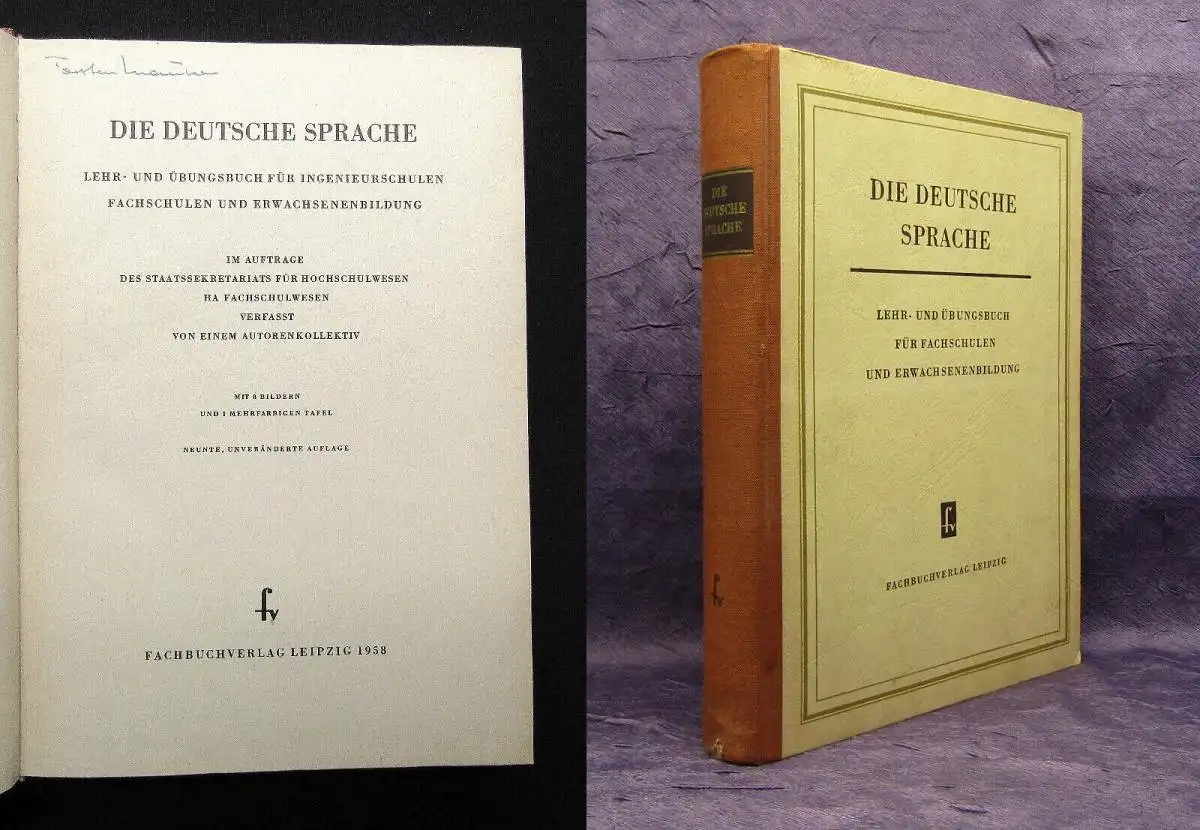 DIE DEUTSCHE SPRACHE
LEHR- UND ÜBUNGSBUCH FÜR INGENIEURSCHULEN
FACHSCHULEN UND ERWACHSENENBILDUNG
IM AUFTRAGE
DES STAATSSEKRETARIATS FÜR HOCHSCHULWESEN
HA FACHSCHULWESEN
VERFASST
VON EINEM AUTORENKOLLEKTIV
MIT 8 BILDERN
UND 1 MEHRFARBIGEN TAFEL
NEUNTE, UNVERÄNDERTE AUFLAGE
fv
FACHBUCHVERLAG LEIPZIG 1958
DIE
DEUTSCHE
SPRACHE
fv
DIE DEUTSCHE
SPRACHE
LEHR- UND ÜBUNGSBUCH
FÜR FACHSCHULEN
UND ERWACHSENENBILDUNG
fv
FACHBUCHVERLAG LEIPZIG